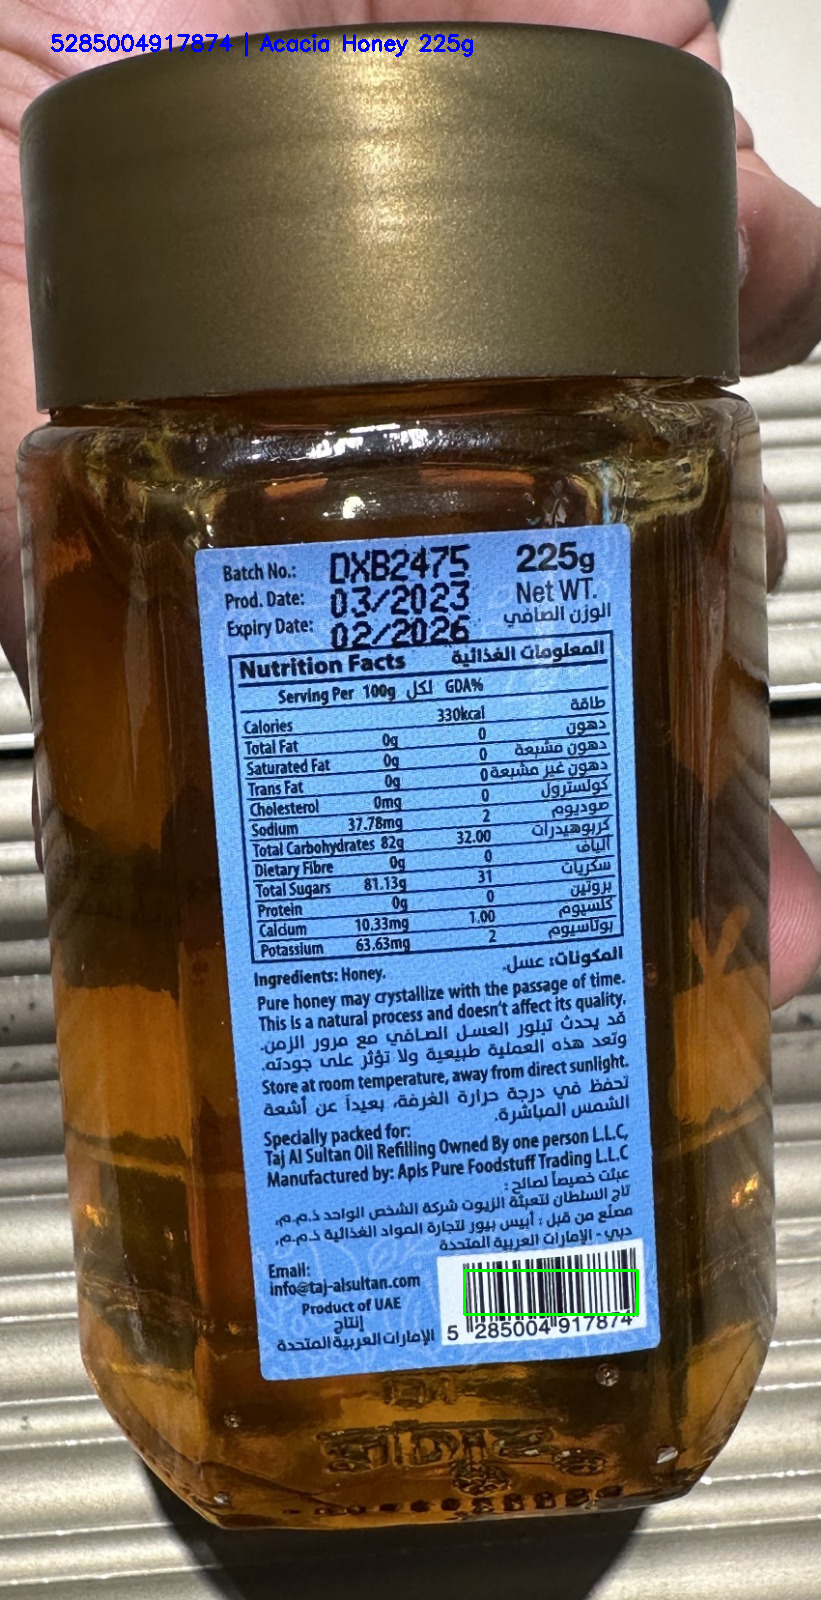 5285004917874 | Acacia Honey 225g
Batch No.: DXB2475 225g
Prod. Date: 03/2023 Net WT.
Expiry Date: 02/2026 الوزن الصافي
Nutrition Facts المعلومات الغذائية
Serving Per 100g لكل GDA%
Calories 330kcal طاقة
Total Fat 0g 0 دهون
Saturated Fat 0g 0 دهون مشبعة
Trans Fat 0g 0 دهون غير مشبعة
Cholesterol 0mg 0 كولسترول
Sodium 37.78mg 2 صوديوم
Total Carbohydrates 82g 32.00 كربوهيدرات
Dietary Fibre 0g 0 ألياف
Total Sugars 81.13g 31 سكريات
Protein 0g 0 بروتين
Calcium 10.33mg 1.00 كلسيوم
Potassium 63.63mg 2 بوتاسيوم
Ingredients: Honey. المكونات: عسل.
Pure honey may crystallize with the passage of time.
This is a natural process and doesn't affect its quality.
قد يحدث تبلور العسل الصافي مع مرور الزمن.
وتعد هذه العملية طبيعية ولا تؤثر على جودته.
Store at room temperature, away from direct sunlight.
تحفظ في درجة حرارة الغرفة، بعيداً عن أشعة
الشمس المباشرة.
Specially packed for:
Taj Al Sultan Oil Refilling Owned By one person L.L.C,
Manufactured by: Apis Pure Foodstuff Trading L.L.C
عبئت خصيصاً لصالح:
تاج السلطان لتعبئة الزيوت شركة الشخص الواحد ذ.م.م،
مصنّع من قبل: أبيس بيور لتجارة المواد الغذائية ذ.م.م،
دبي - الإمارات العربية المتحدة
Email:
info@taj-alsultan.com
Product of UAE
إنتاج
الإمارات العربية المتحدة
5 285004 917874